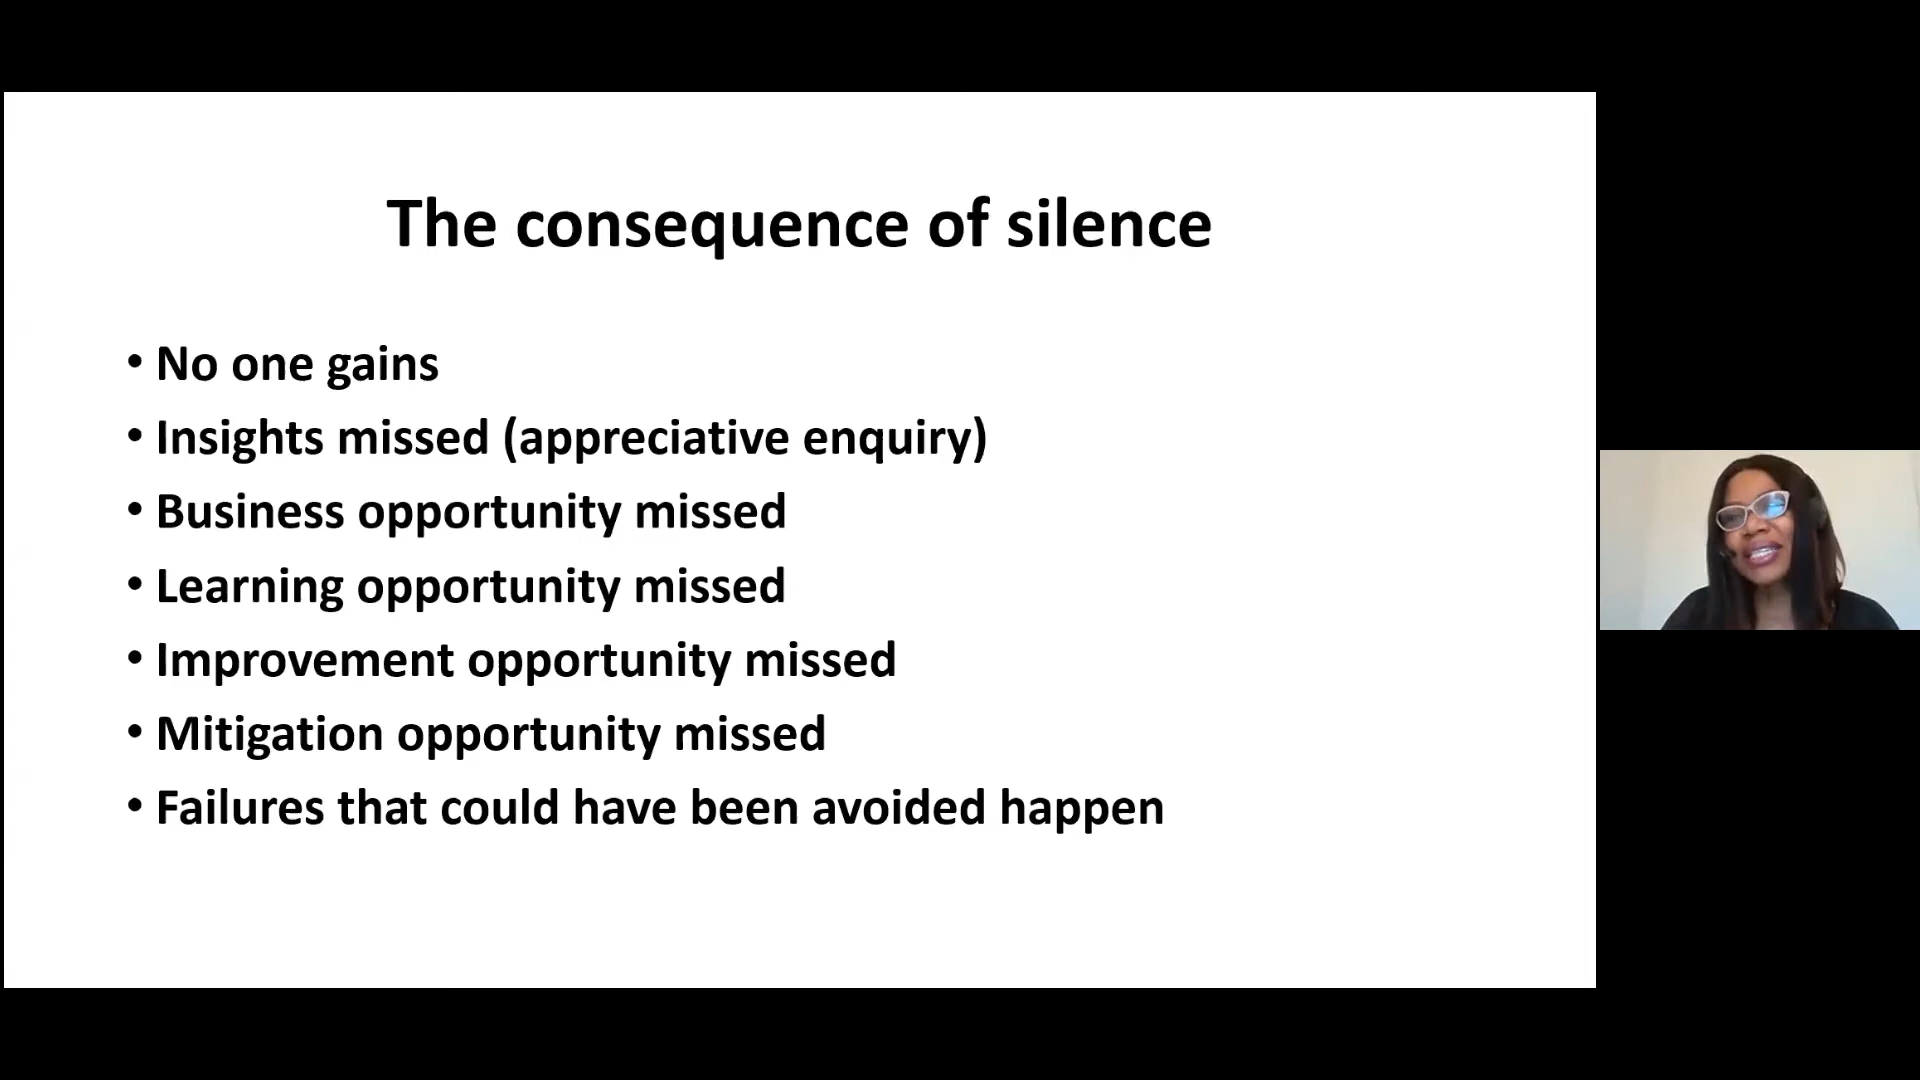 The consequence of silence
• No one gains
• Insights missed (appreciative enquiry)
• Business opportunity missed
• Learning opportunity missed
• Improvement opportunity missed
• Mitigation opportunity missed
• Failures that could have been avoided happen